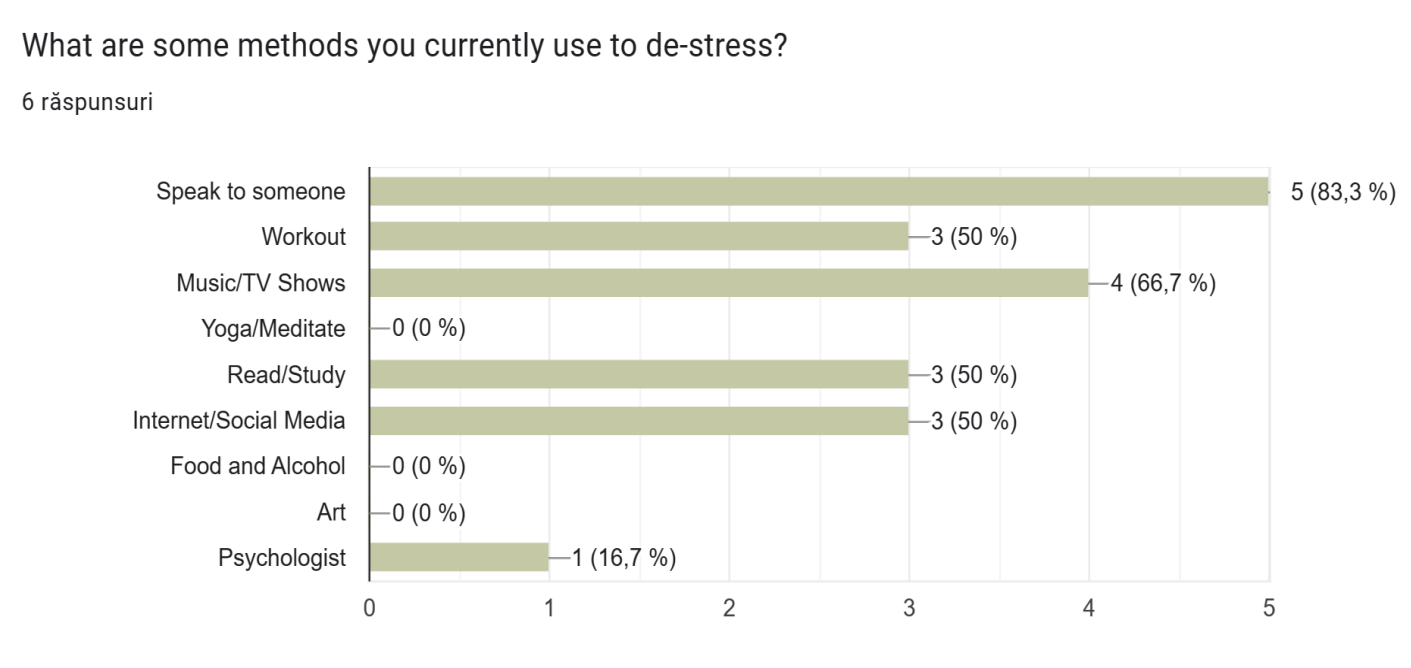 What are some methods you currently use to de-stress?
6 răspunsuri
Speak to someone 5 (83,3 %)
Workout 3 (50 %)
Music/TV Shows 4 (66,7 %)
Yoga/Meditate 0 (0 %)
Read/Study 3 (50 %)
Internet/Social Media 3 (50 %)
Food and Alcohol 0 (0 %)
Art 0 (0 %)
Psychologist 1 (16,7 %)
0 1 2 3 4 5